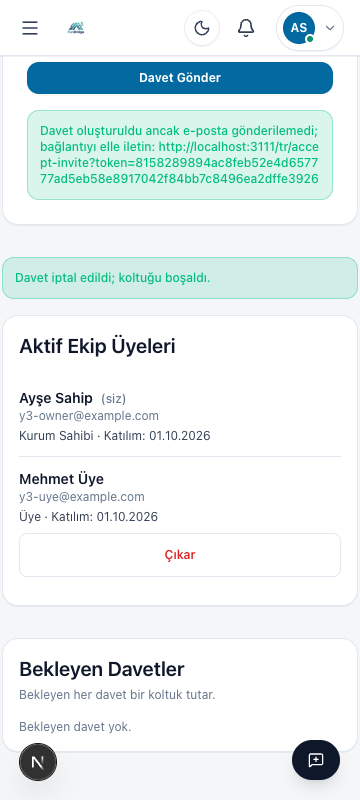 AS
Davet Gönder
Davet oluşturuldu ancak e-posta gönderilemedi;
bağlantıyı elle iletin: http://localhost:3111/tr/acce
pt-invite?token=8158289894ac8feb52e4d6577
77ad5eb58e8917042f84bb7c8496ea2dffe3926
Davet iptal edildi; koltuğu boşaldı.
Aktif Ekip Üyeleri
Ayşe Sahip (siz)
y3-owner@example.com
Kurum Sahibi · Katılım: 01.10.2026
Mehmet Üye
y3-uye@example.com
Üye · Katılım: 01.10.2026
Çıkar
Bekleyen Davetler
Bekleyen her davet bir koltuk tutar.
Bekleyen davet yok.
N